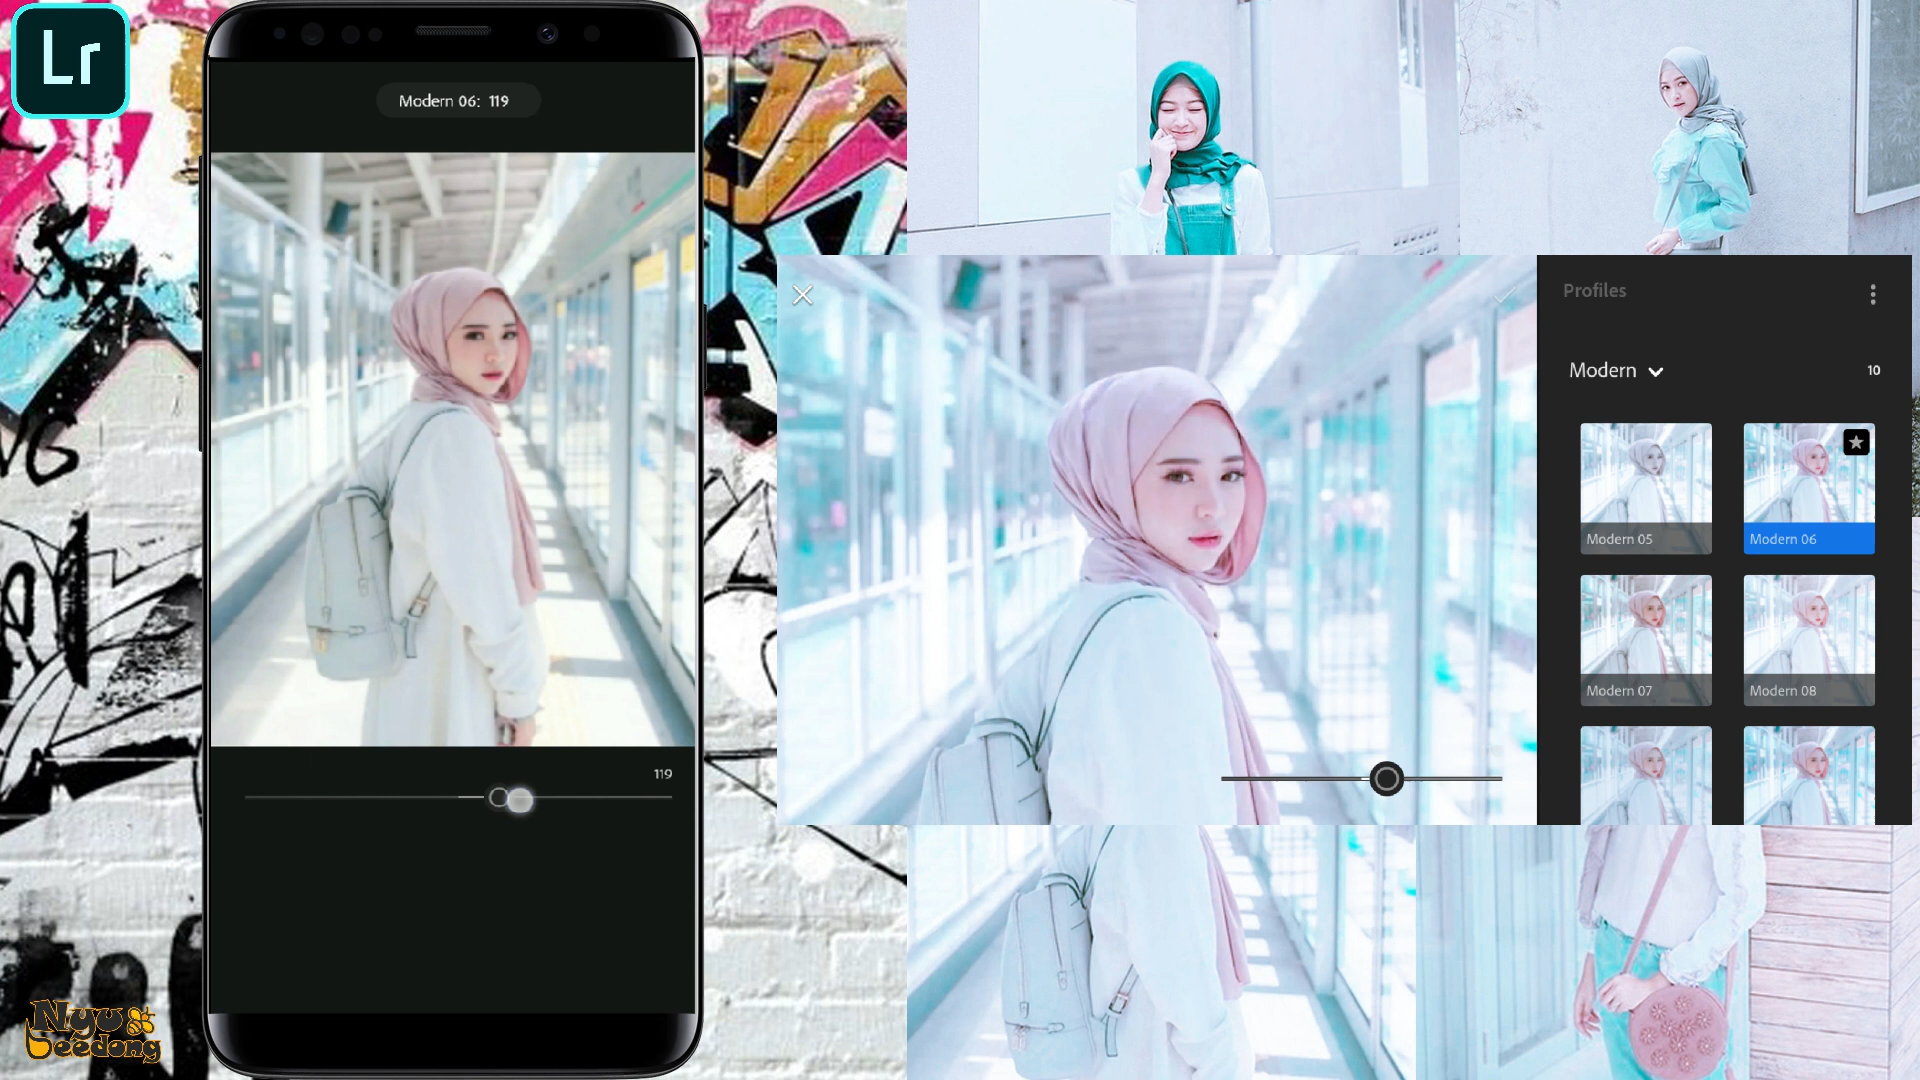 Lr
Modern 06: 119
119
Profiles
Modern
10
Modern 05
Modern 06
Modern 07
Modern 08
Nyu
beedong